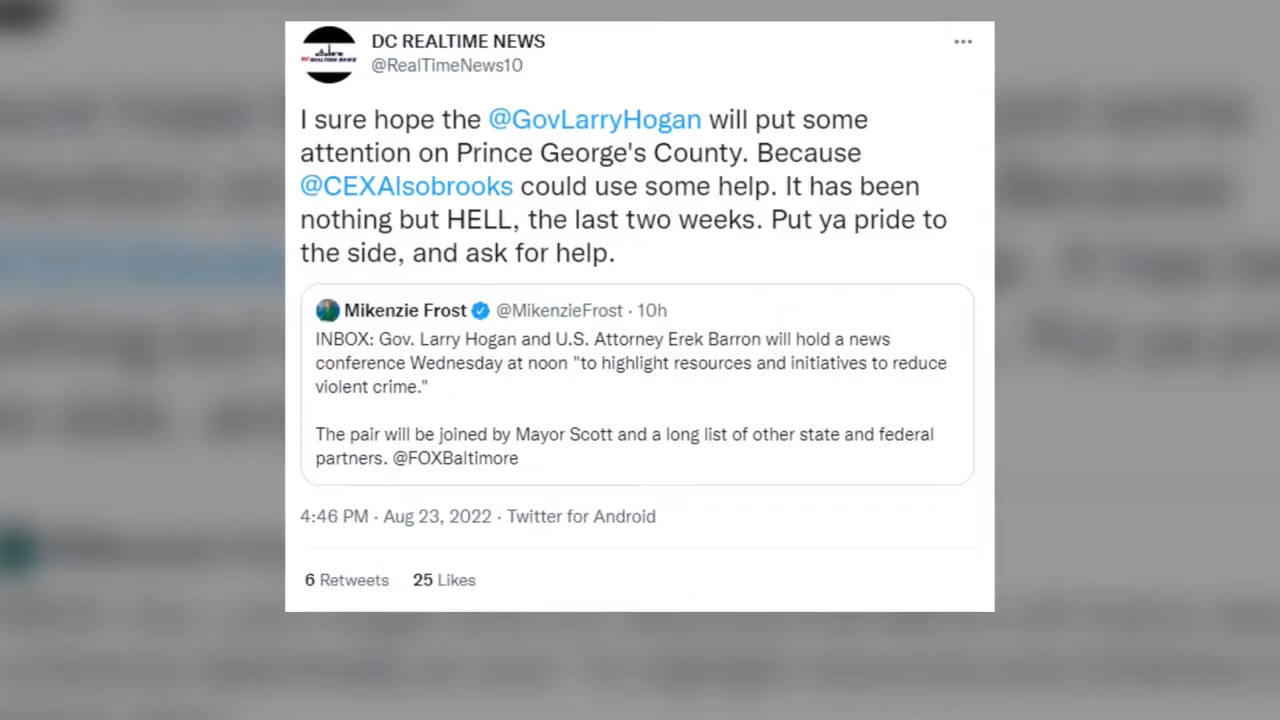 DC REALTIME NEWS
@RealTimeNews10
I sure hope the @GovLarryHogan will put some
attention on Prince George's County. Because
@CEXAlsobrooks could use some help. It has been
nothing but HELL, the last two weeks. Put ya pride to
the side, and ask for help.
Mikenzie Frost @MikenzieFrost · 10h
INBOX: Gov. Larry Hogan and U.S. Attorney Erek Barron will hold a news
conference Wednesday at noon "to highlight resources and initiatives to reduce
violent crime."
The pair will be joined by Mayor Scott and a long list of other state and federal
partners. @FOXBaltimore
4:46 PM · Aug 23, 2022 · Twitter for Android
6 Retweets 25 Likes